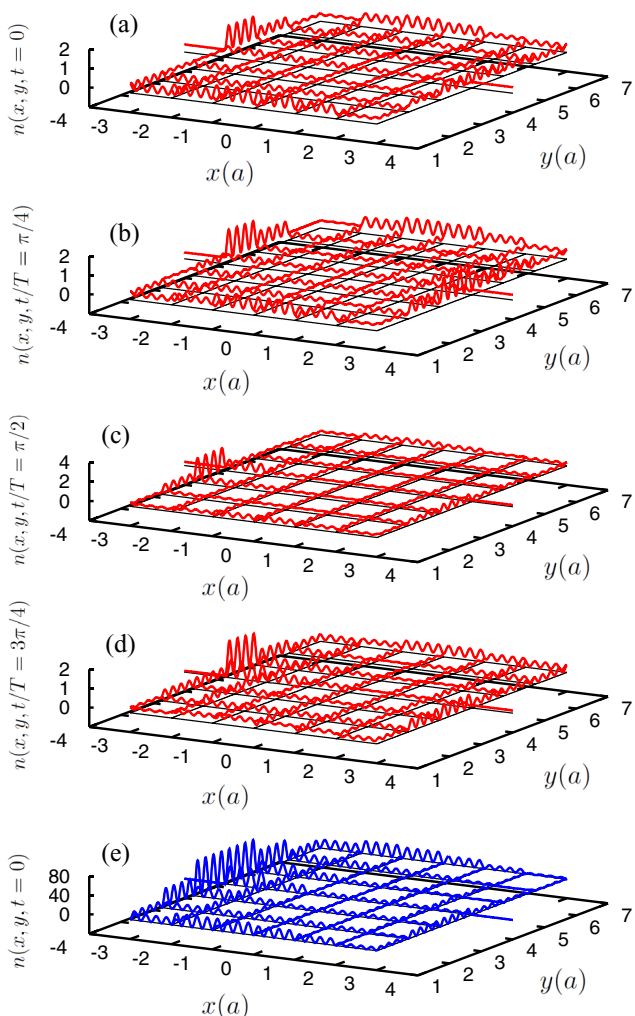 (a)
n(x, y, t = 0)
2
1
0
-4 -3 -2 -1 0 1 2 3 4
x(a)
1 2 3 4 5 6 7
y(a)
(b)
n(x, y, t/T = π/4)
2
1
0
-4 -3 -2 -1 0 1 2 3 4
x(a)
1 2 3 4 5 6 7
y(a)
(c)
n(x, y, t/T = π/2)
4
2
0
-4 -3 -2 -1 0 1 2 3 4
x(a)
1 2 3 4 5 6 7
y(a)
(d)
n(x, y, t/T = 3π/4)
2
1
0
-4 -3 -2 -1 0 1 2 3 4
x(a)
1 2 3 4 5 6 7
y(a)
(e)
n(x, y, t = 0)
80
40
0
-4 -3 -2 -1 0 1 2 3 4
x(a)
1 2 3 4 5 6 7
y(a)